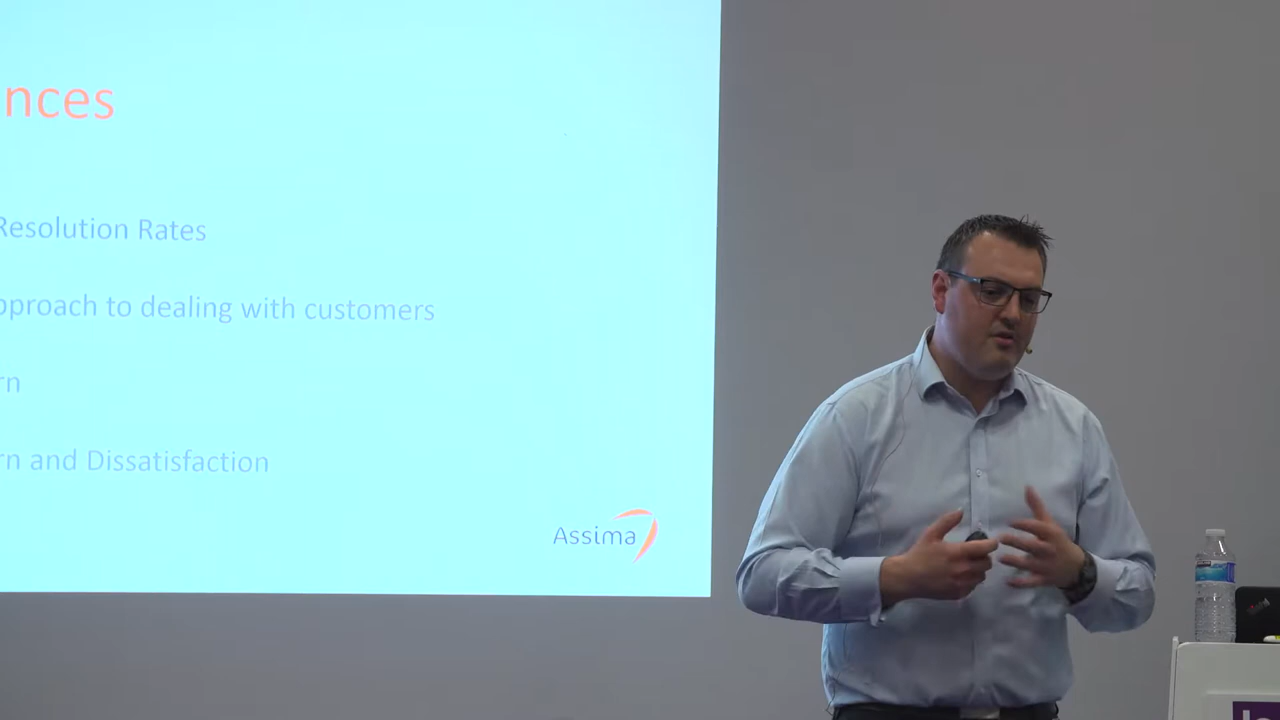 nces
Resolution Rates
pproach to dealing with customers
rn
rn and Dissatisfaction
Assima